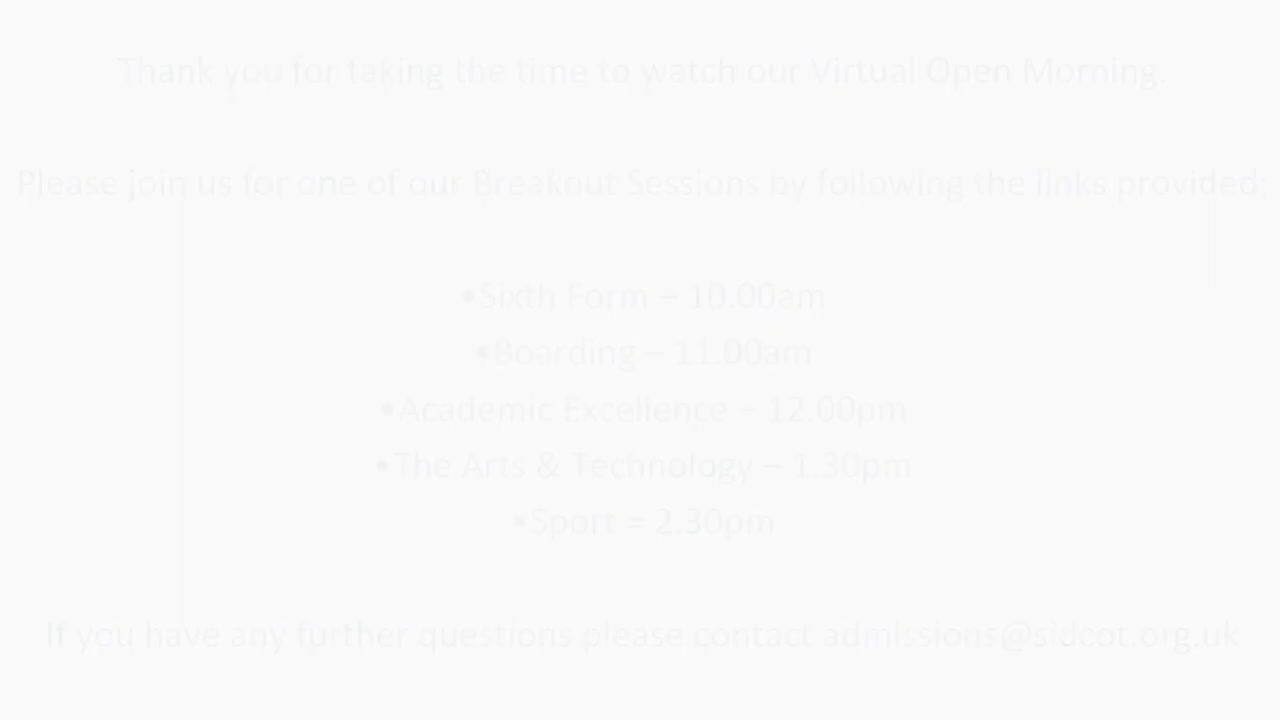 Thank you for taking the time to watch our Virtual Open Morning.
Please join us for one of our Breakout Sessions by following the links provided;
•Sixth Form – 10.00am
•Boarding – 11.00am
•Academic Excellence – 12.00pm
•The Arts & Technology – 1.30pm
•Sport = 2.30pm
If you have any further questions please contact admissions@sidcot.org.uk